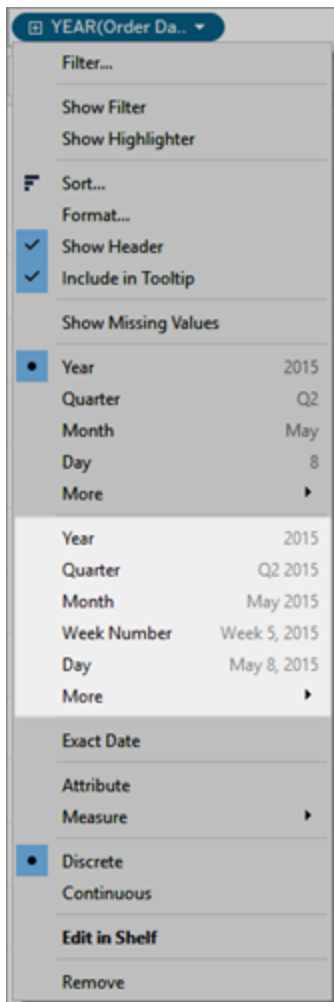 YEAR(Order Da..
Filter...
Show Filter
Show Highlighter
Sort...
Format...
Show Header
Include in Tooltip
Show Missing Values
Year 2015
Quarter Q2
Month May
Day 8
More
Year 2015
Quarter Q2 2015
Month May 2015
Week Number Week 5, 2015
Day May 8, 2015
More
Exact Date
Attribute
Measure
Discrete
Continuous
Edit in Shelf
Remove